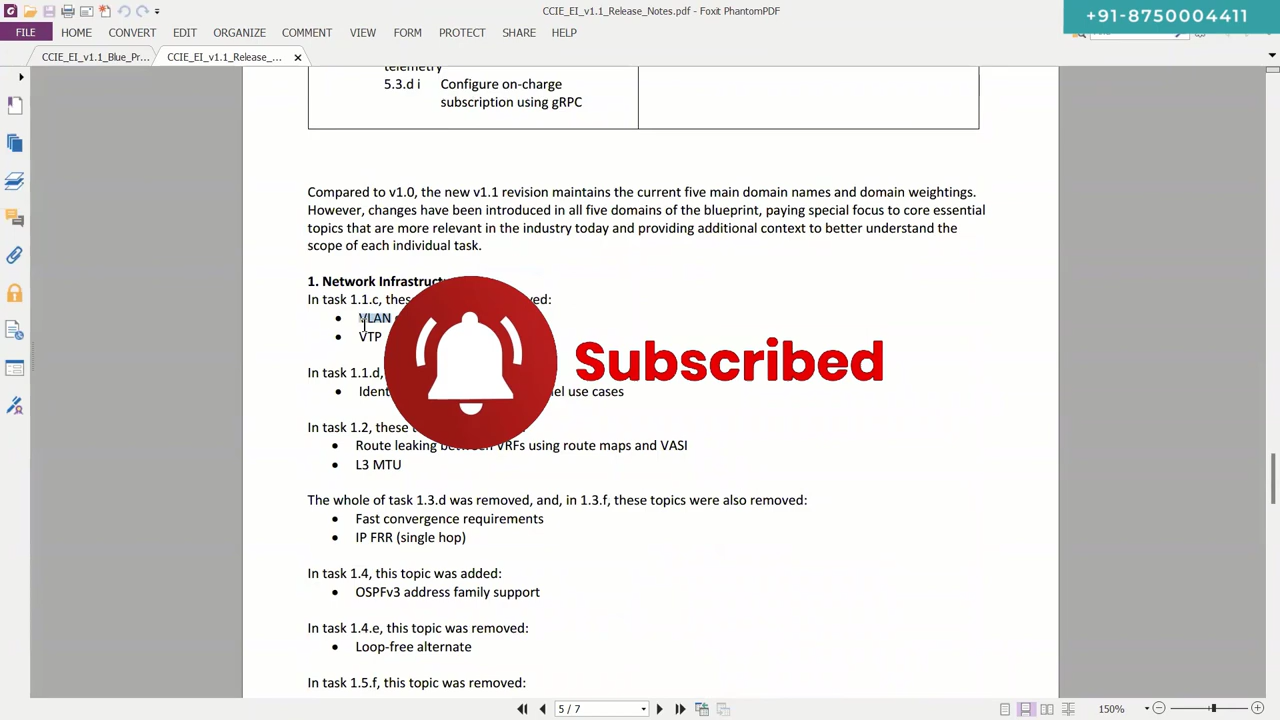 CCIE_EI_v1.1_Release_Notes.pdf - Foxit PhantomPDF
+91-8750004411
FILE HOME CONVERT EDIT ORGANIZE COMMENT VIEW FORM PROTECT SHARE HELP
CCIE_EI_v1.1_Blue_Pr... CCIE_EI_v1.1_Release_...
telemetry
5.3.d i Configure on-charge
subscription using gRPC
Compared to v1.0, the new v1.1 revision maintains the current five main domain names and domain weightings.
However, changes have been introduced in all five domains of the blueprint, paying special focus to core essential
topics that are more relevant in the industry today and providing additional context to better understand the
scope of each individual task.
1. Network Infrastruct
In task 1.1.c, these
• VLAN
• VTP
Subscribed
In task 1.1.d,
use cases
In task 1.2, these
• Route leaking between VRFs using route maps and VASI
• L3 MTU
The whole of task 1.3.d was removed, and, in 1.3.f, these topics were also removed:
• Fast convergence requirements
• IP FRR (single hop)
In task 1.4, this topic was added:
• OSPFv3 address family support
In task 1.4.e, this topic was removed:
• Loop-free alternate
In task 1.5.f, this topic was removed:
5 / 7
150%